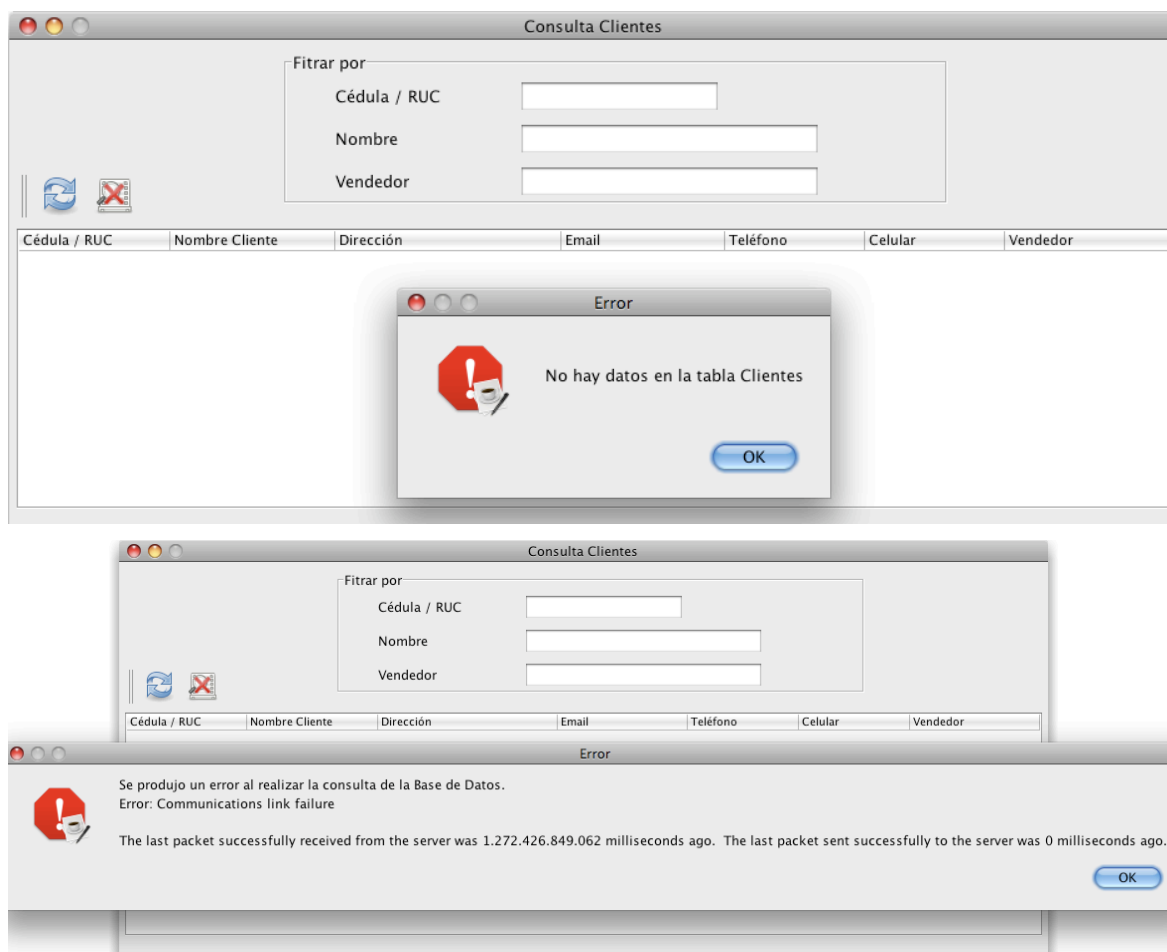 Consulta Clientes
Fitrar por
Cédula / RUC
Nombre
Vendedor
Cédula / RUC Nombre Cliente Dirección Email Teléfono Celular Vendedor
Error
No hay datos en la tabla Clientes
OK
Consulta Clientes
Fitrar por
Cédula / RUC
Nombre
Vendedor
Cédula / RUC Nombre Cliente Dirección Email Teléfono Celular Vendedor
Error
Se produjo un error al realizar la consulta de la Base de Datos.
Error: Communications link failure
The last packet successfully received from the server was 1.272.426.849.062 milliseconds ago. The last packet sent successfully to the server was 0 milliseconds ago.
OK